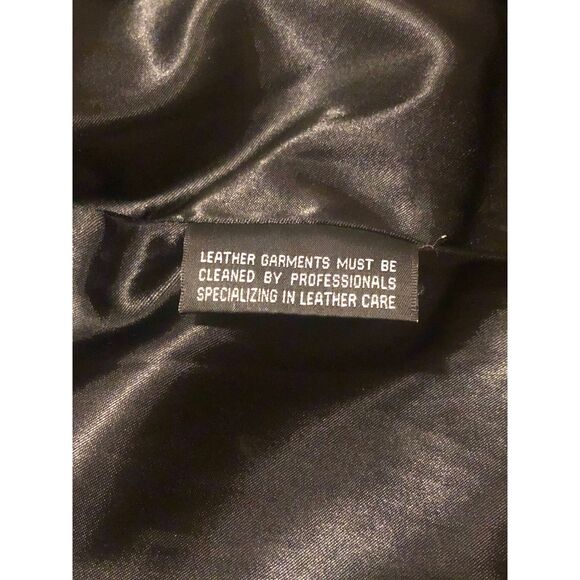 LEATHER GARMENTS MUST BE
CLEANED BY PROFESSIONALS
SPECIALIZING IN LEATHER CARE